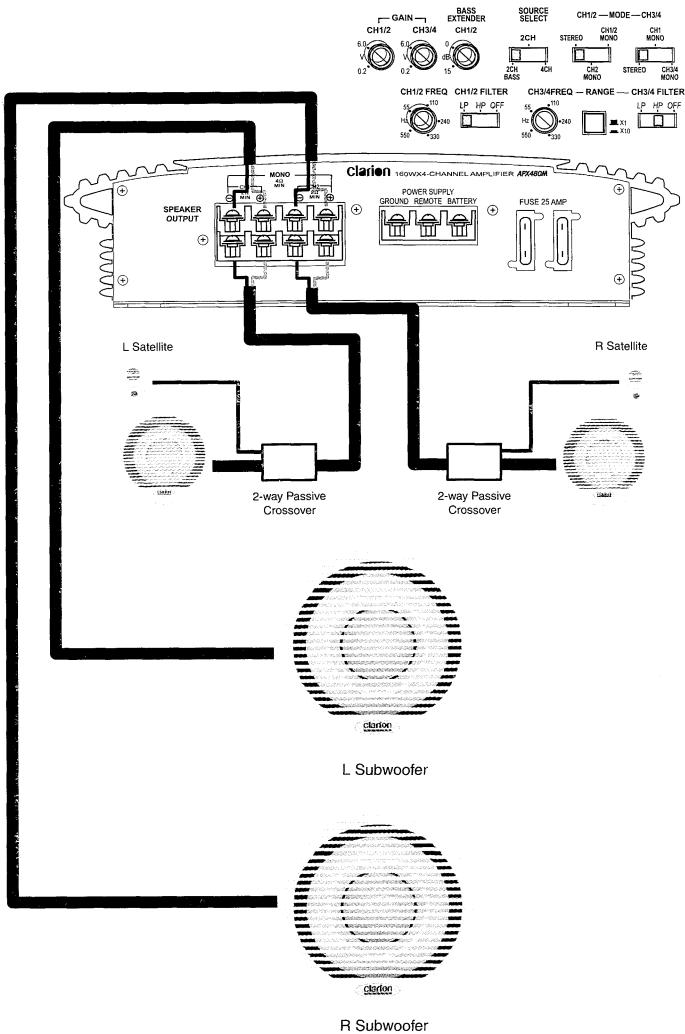 GAIN
BASS EXTENDER
SOURCE SELECT
CH1/2 — MODE — CH3/4
CH1/2
CH3/4
CH1/2
2CH
STEREO
CH1/2 MONO
CH1 MONO
6.0
V
0.2
6.0
V
0.2
0
dB
15
2CH BASS
4CH
CH2 MONO
STEREO
CH3/4 MONO
CH1/2 FREQ
CH1/2 FILTER
CH3/4FREQ
— RANGE —
CH3/4 FILTER
55
110
Hz
240
550
330
LP HP OFF
55
110
Hz
240
550
330
X1
X10
LP HP OFF
MONO
4Ω
MIN
MIN
MIN
clarion 160WX4-CHANNEL AMPLIFIER APX480M
SPEAKER
OUTPUT
POWER SUPPLY
GROUND REMOTE BATTERY
FUSE 25 AMP
L Satellite
R Satellite
2-way Passive
Crossover
2-way Passive
Crossover
clarion
L Subwoofer
clarion
R Subwoofer